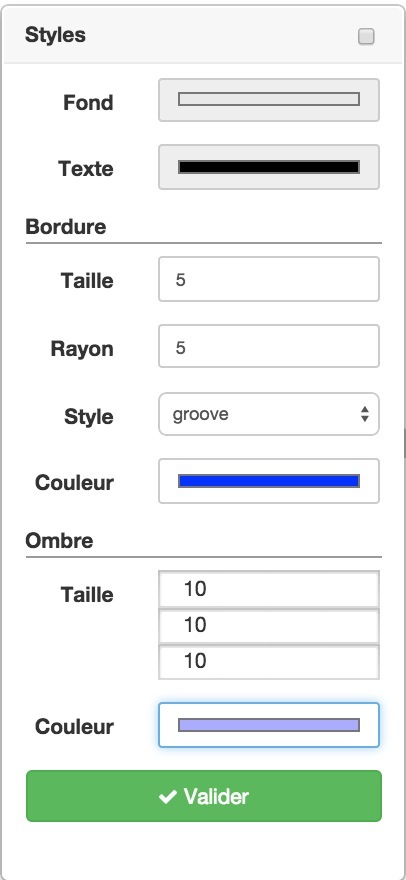 Styles
Fond
Texte
Bordure
Taille 5
Rayon 5
Style groove
Couleur
Ombre
Taille 10
10
10
Couleur
Valider